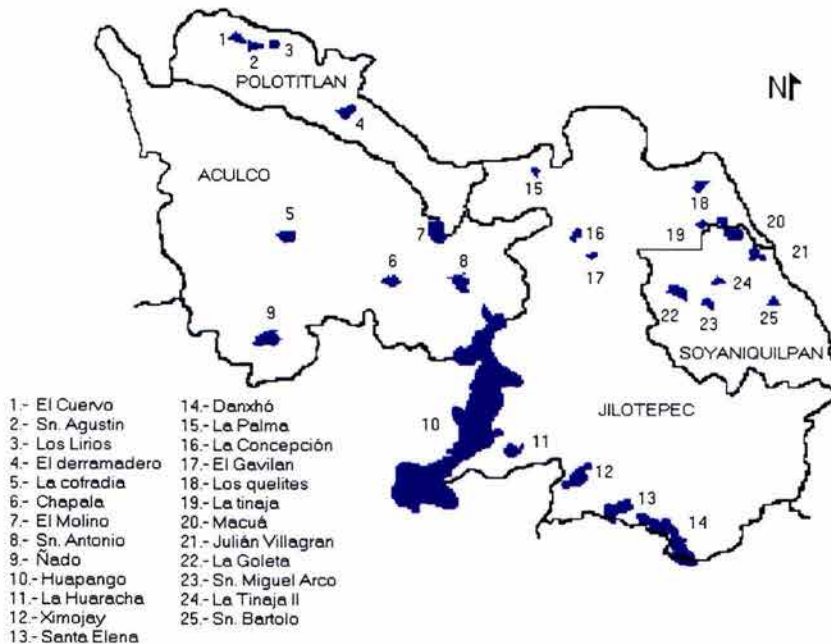 1
2
3
POLOTITLAN
N
4
ACULCO
15
18
5
7
16
19
20
17
21
6
8
24
22
23
25
9
SOYANIQUILPAN
JILOTEPEC
10
11
12
13
14
1.- El Cuervo
2.- Sn. Agustin
3.- Los Lirios
4.- El derramadero
5.- La cofradia
6.- Chapala
7.- El Molino
8.- Sn. Antonio
9.- Ñado
10.- Huapango
11.- La Huaracha
12.- Ximojay
13.- Santa Elena
14.- Danxhó
15.- La Palma
16.- La Concepción
17.- El Gavilan
18.- Los quelites
19.- La tinaja
20.- Macuá
21.- Julián Villagran
22.- La Goleta
23.- Sn. Miguel Arco
24.- La Tinaja II
25.- Sn. Bartolo